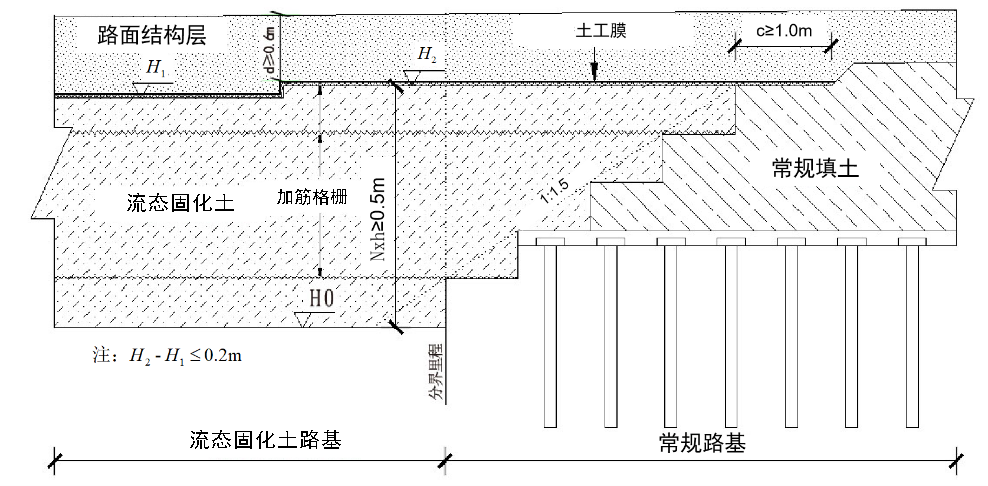 路面结构层
d≥0.6m
土工膜
c≥1.0m
H₁
H₂
常规填土
流态固化土
加筋格栅
Nxh≥0.5m
1:1.5
H0
注：H₂ - H₁ ≤ 0.2m
分界里程
流态固化土路基
常规路基